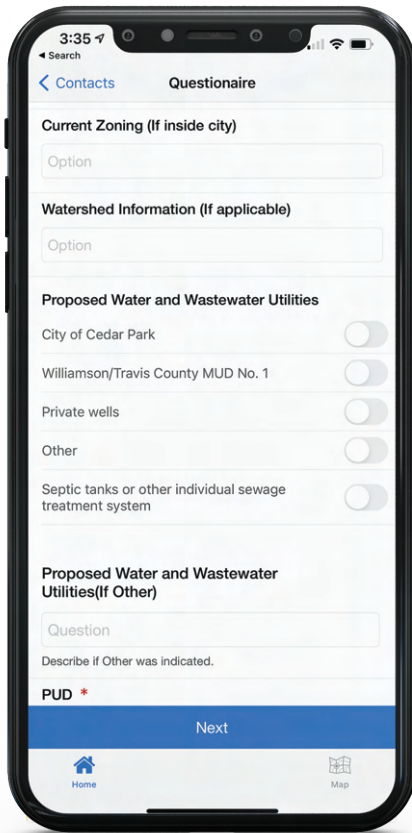 3:35
Search
Contacts
Questionaire
Current Zoning (If inside city)
Option
Watershed Information (If applicable)
Option
Proposed Water and Wastewater Utilities
City of Cedar Park
Williamson/Travis County MUD No. 1
Private wells
Other
Septic tanks or other individual sewage
treatment system
Proposed Water and Wastewater
Utilities(If Other)
Question
Describe if Other was indicated.
PUD *
Next
Home
Map